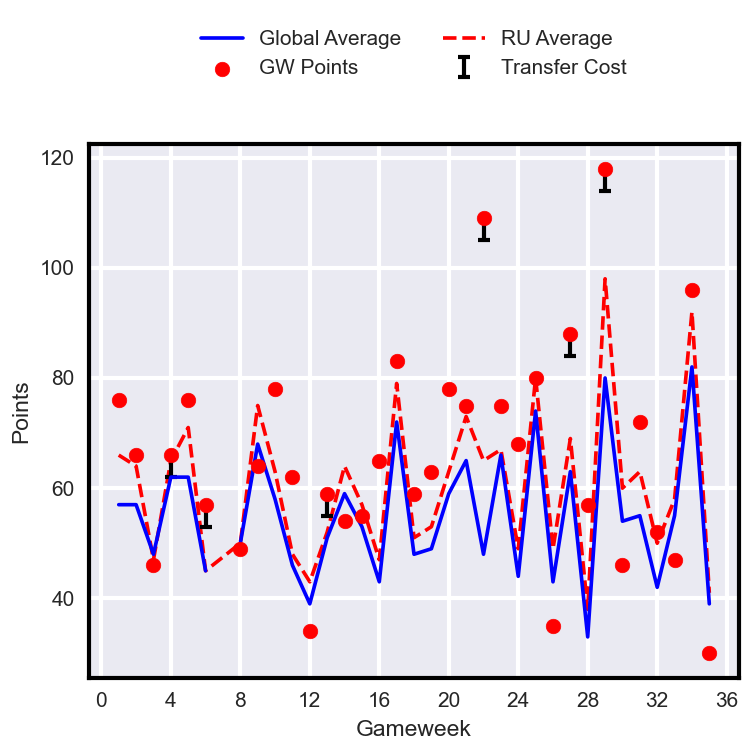 Global Average RU Average
GW Points Transfer Cost
120
100
80
60
40
Points
0 4 8 12 16 20 24 28 32 36
Gameweek